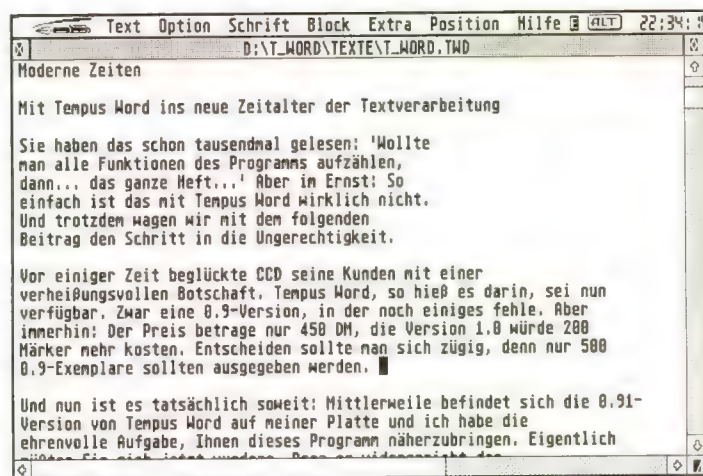 Text Option Schrift Block Extra Position Hilfe ALT 22:34:
D:\T_WORD\TEXTE\T_WORD.TWD
Moderne Zeiten
Mit Tempus Word ins neue Zeitalter der Textverarbeitung
Sie haben das schon tausendmal gelesen: 'Wollte
man alle Funktionen des Programms aufzählen,
dann... das ganze Heft...' Aber im Ernst: So
einfach ist das mit Tempus Word wirklich nicht.
Und trotzdem wagen wir mit dem folgenden
Beitrag den Schritt in die Ungerechtigkeit.
Vor einiger Zeit beglückte CCD seine Kunden mit einer
verheißungsvollen Botschaft. Tempus Word, so hieß es darin, sei nun
verfügbar. Zwar eine 0.9-Version, in der noch einiges fehle. Aber
immerhin: Der Preis betrage nur 450 DM, die Version 1.0 würde 200
Märker mehr kosten. Entscheiden sollte man sich zügig, denn nur 500
0.9-Exemplare sollten ausgegeben werden.
Und nun ist es tatsächlich soweit: Mittlerweile befindet sich die 0.91-
Version von Tempus Word auf meiner Platte und ich habe die
ehrenvolle Aufgabe, Ihnen dieses Programm näherzubringen. Eigentlich